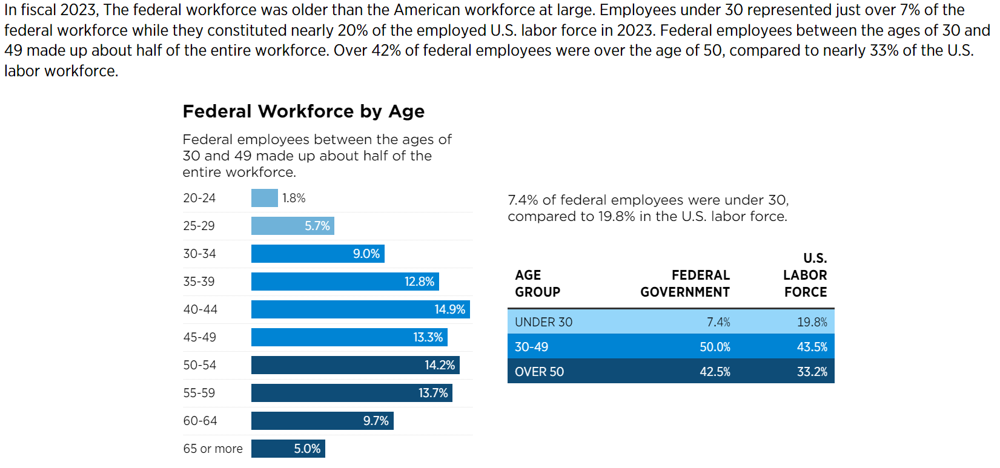 In fiscal 2023, The federal workforce was older than the American workforce at large. Employees under 30 represented just over 7% of the
federal workforce while they constituted nearly 20% of the employed U.S. labor force in 2023. Federal employees between the ages of 30 and
49 made up about half of the entire workforce. Over 42% of federal employees were over the age of 50, compared to nearly 33% of the U.S.
labor workforce.
Federal Workforce by Age
Federal employees between the ages of
30 and 49 made up about half of the
entire workforce.
20-24 1.8%
25-29 5.7%
30-34 9.0%
35-39 12.8%
40-44 14.9%
45-49 13.3%
50-54 14.2%
55-59 13.7%
60-64 9.7%
65 or more 5.0%
7.4% of federal employees were under 30,
compared to 19.8% in the U.S. labor force.
U.S.
AGE FEDERAL LABOR
GROUP GOVERNMENT FORCE
UNDER 30 7.4% 19.8%
30-49 50.0% 43.5%
OVER 50 42.5% 33.2%